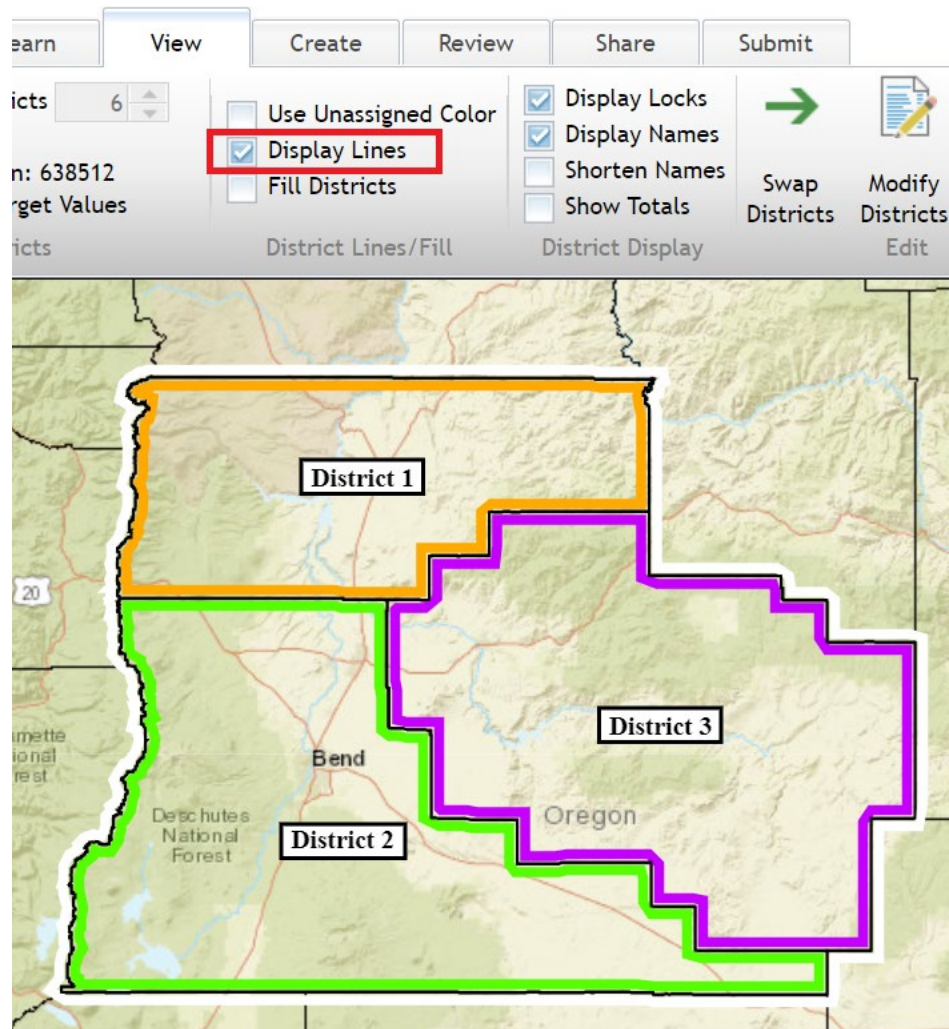 earn View Create Review Share Submit
icts 6
Use Unassigned Color
Display Lines
Fill Districts
n: 638512
rget Values
Display Locks
Display Names
Shorten Names
Show Totals
Swap
Districts
Modify
Districts
icts District Lines/Fill District Display Edit
District 1
20
District 3
mette
ional
rest
Bend
Deschutes
National
Forest
District 2
Oregon